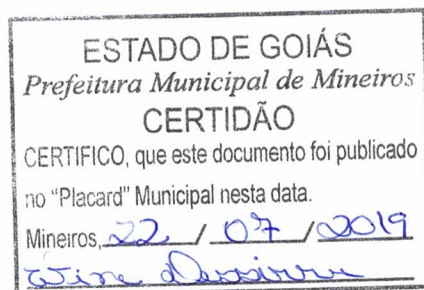 ESTADO DE GOIÁS
Prefeitura Municipal de Mineiros
CERTIDÃO
CERTIFICO, que este documento foi publicado
no "Placard" Municipal nesta data.
Mineiros, 22 / 07 / 2019